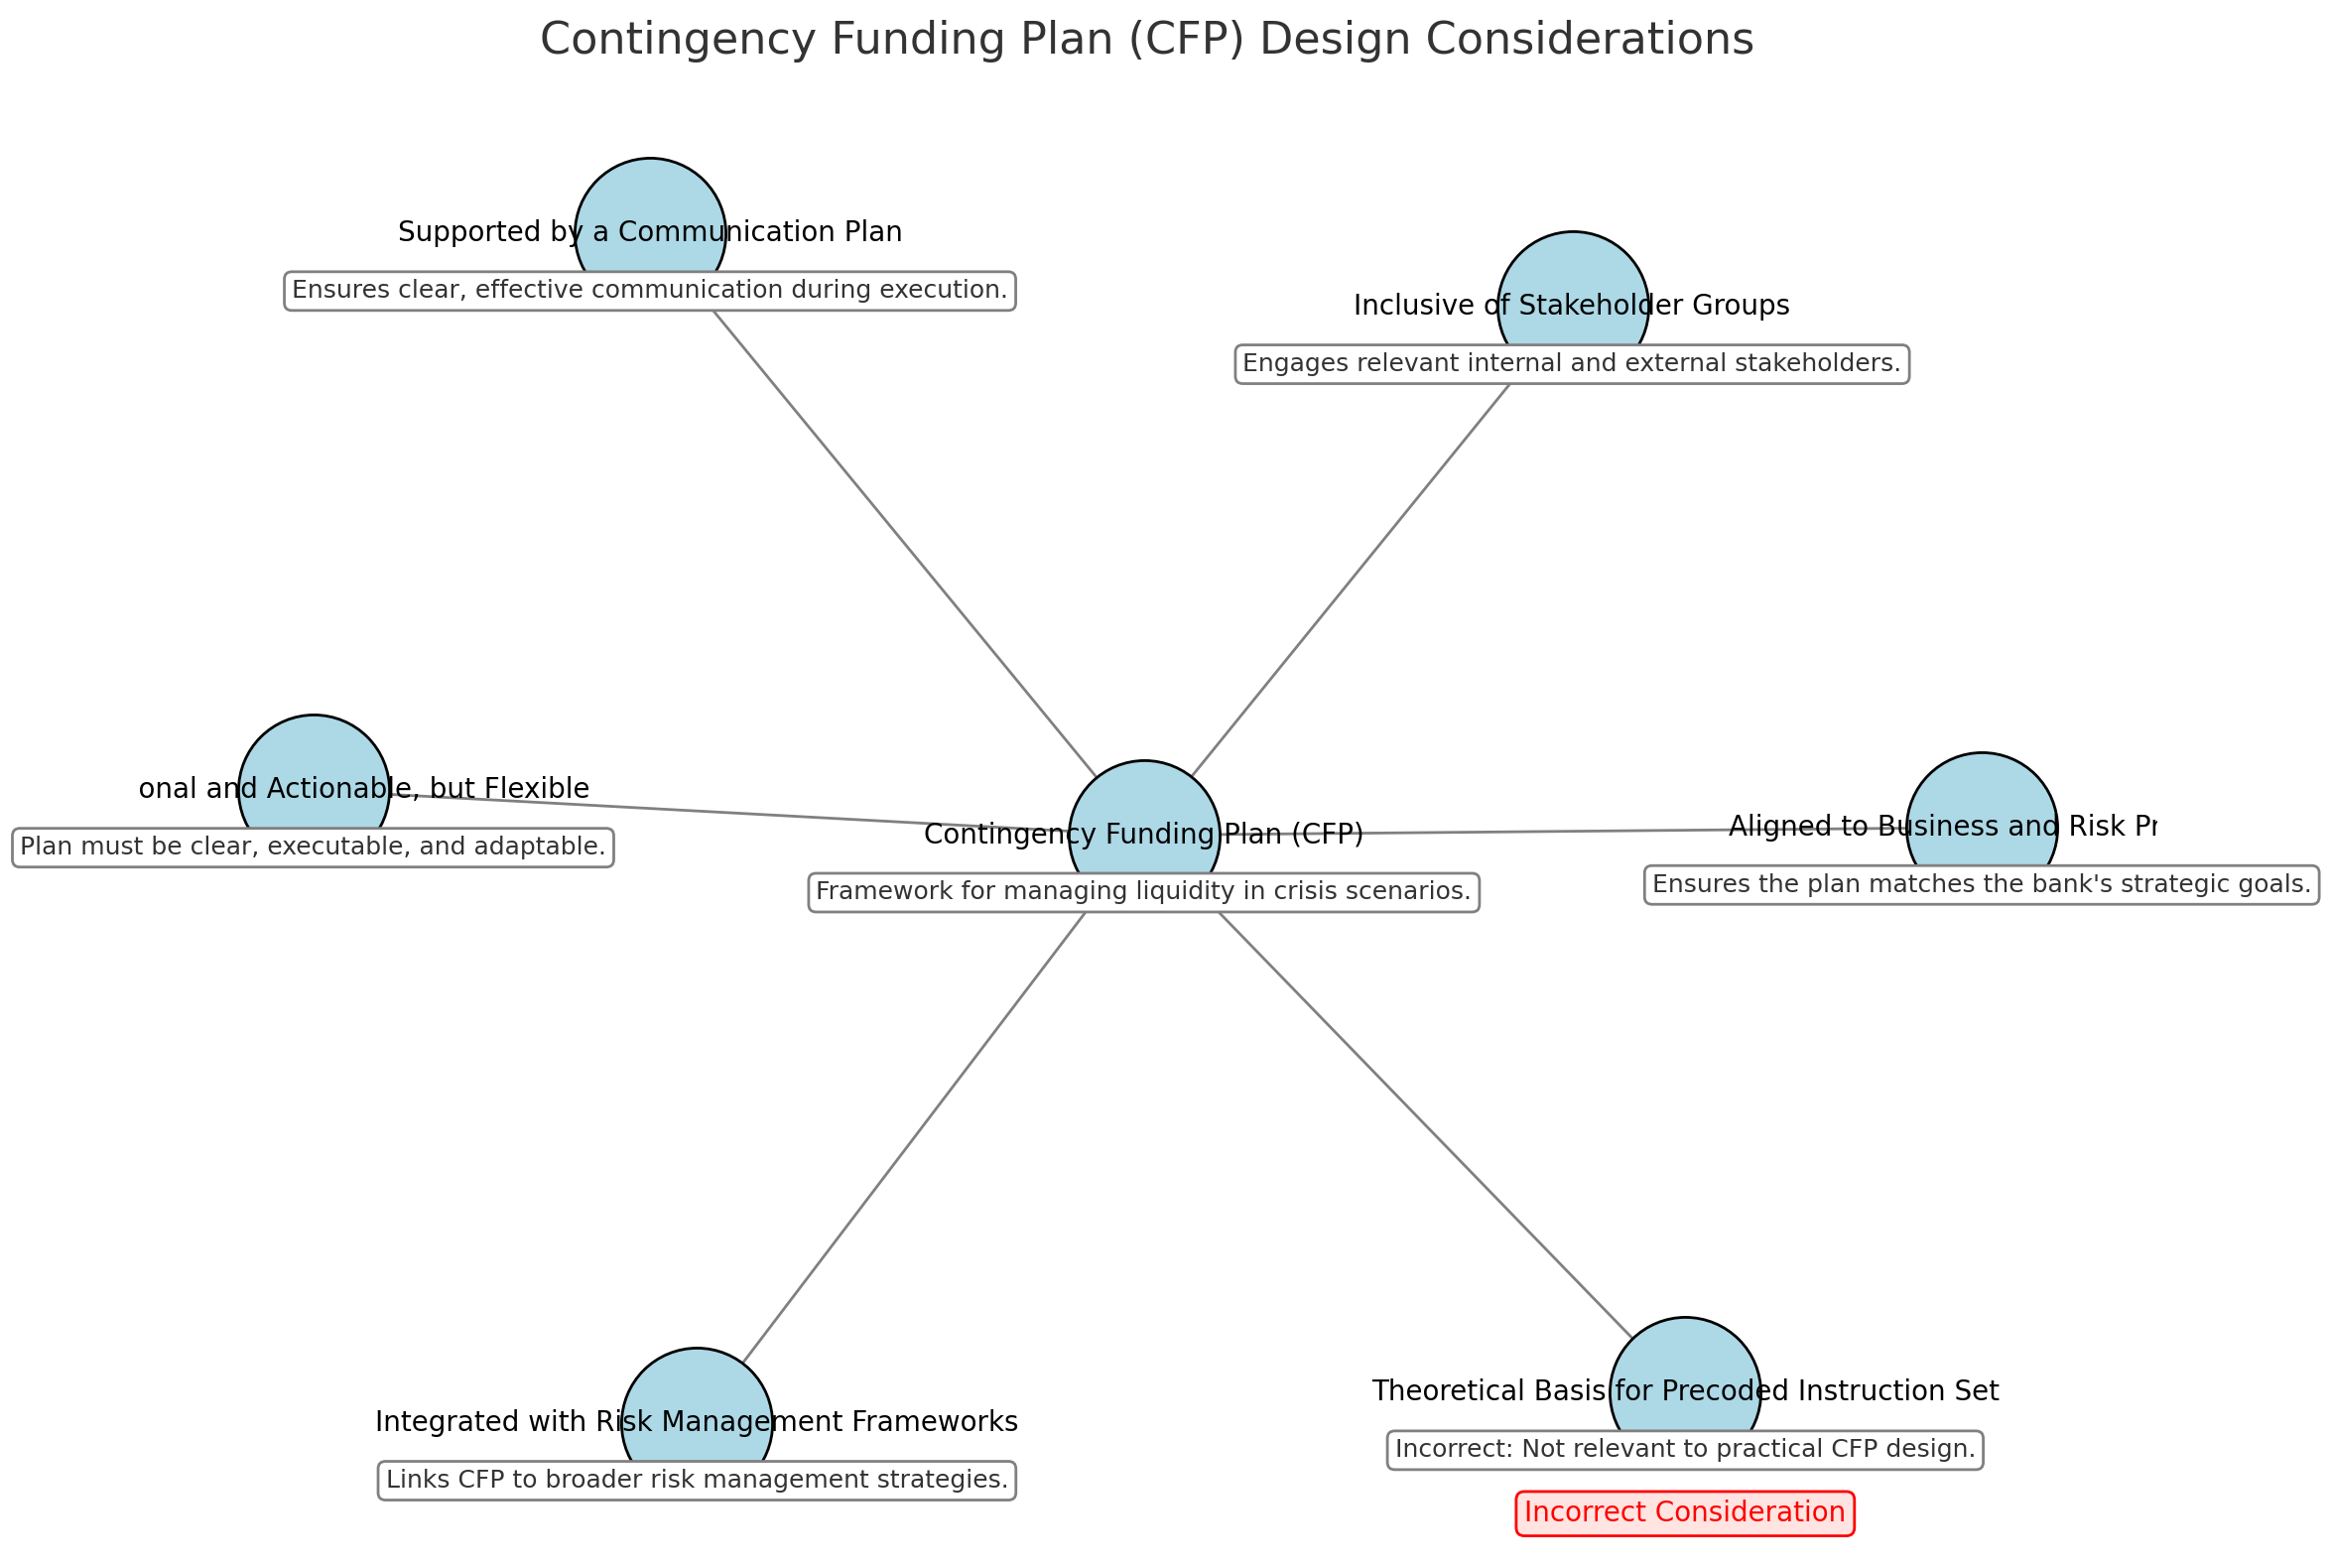 Contingency Funding Plan (CFP) Design Considerations
Supported by a Communication Plan
Ensures clear, effective communication during execution.
Inclusive of Stakeholder Groups
Engages relevant internal and external stakeholders.
onal and Actionable, but Flexible
Plan must be clear, executable, and adaptable.
Contingency Funding Plan (CFP)
Framework for managing liquidity in crisis scenarios.
Aligned to Business and Risk Pr
Ensures the plan matches the bank's strategic goals.
Integrated with Risk Management Frameworks
Links CFP to broader risk management strategies.
Theoretical Basis for Precoded Instruction Set
Incorrect: Not relevant to practical CFP design.
Incorrect Consideration